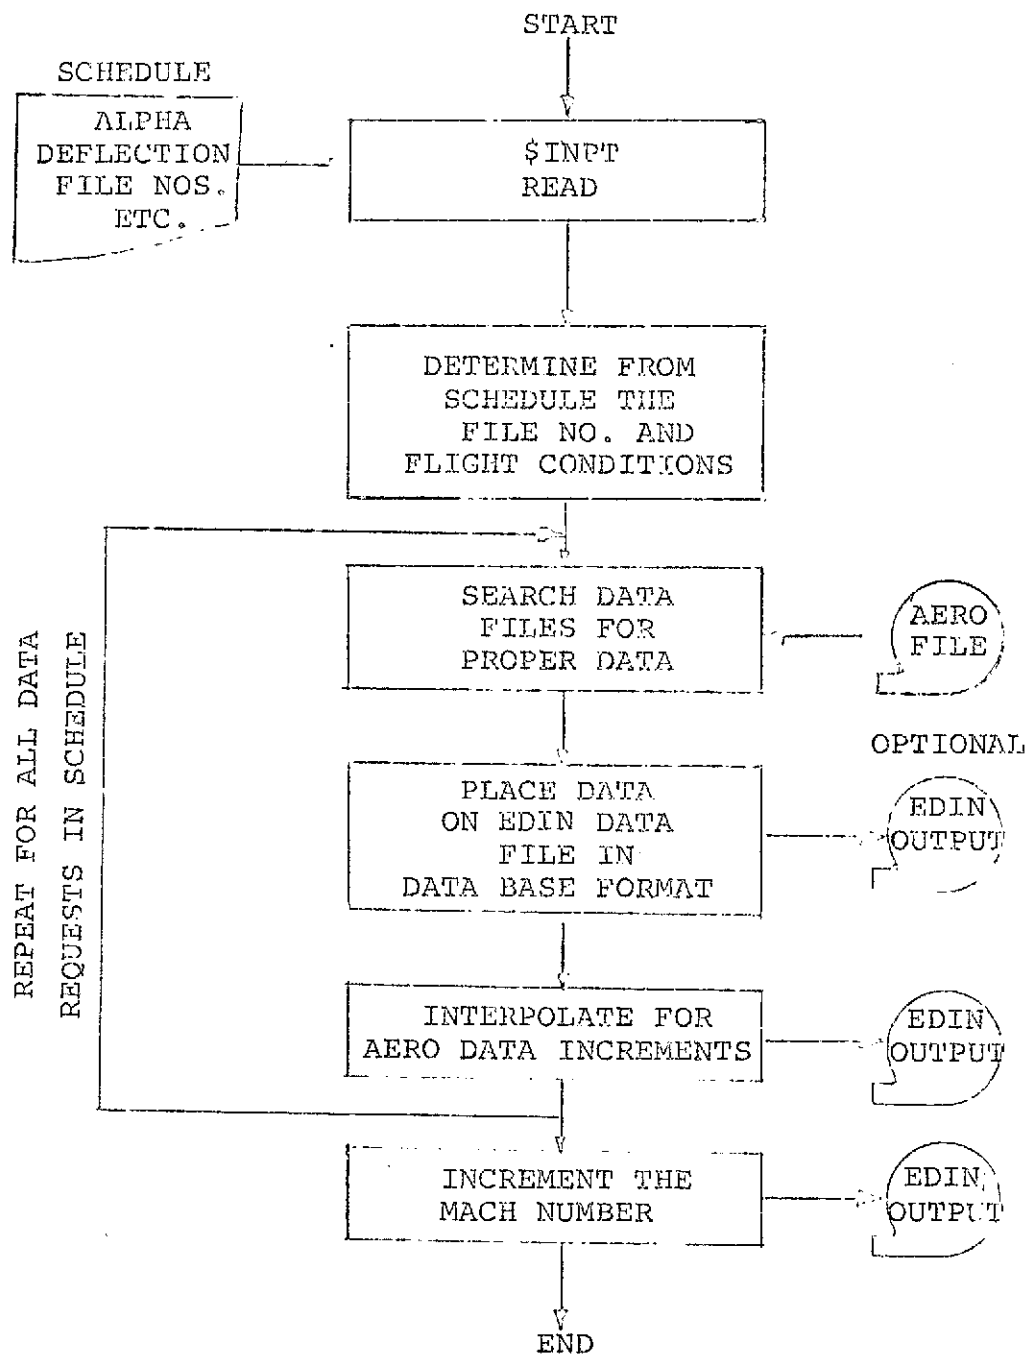 START
SCHEDULE
ALPHA
DEFLECTION
FILE NOS.
ETC.
$INPT
READ
DETERMINE FROM
SCHEDULE THE
FILE NO. AND
FLIGHT CONDITIONS
REPEAT FOR ALL DATA
REQUESTS IN SCHEDULE
SEARCH DATA
FILES FOR
PROPER DATA
AERO
FILE
OPTIONAL
PLACE DATA
ON EDIN DATA
FILE IN
DATA BASE FORMAT
EDIN
OUTPUT
INTERPOLATE FOR
AERO DATA INCREMENTS
EDIN
OUTPUT
INCREMENT THE
MACH NUMBER
EDIN
OUTPUT
END